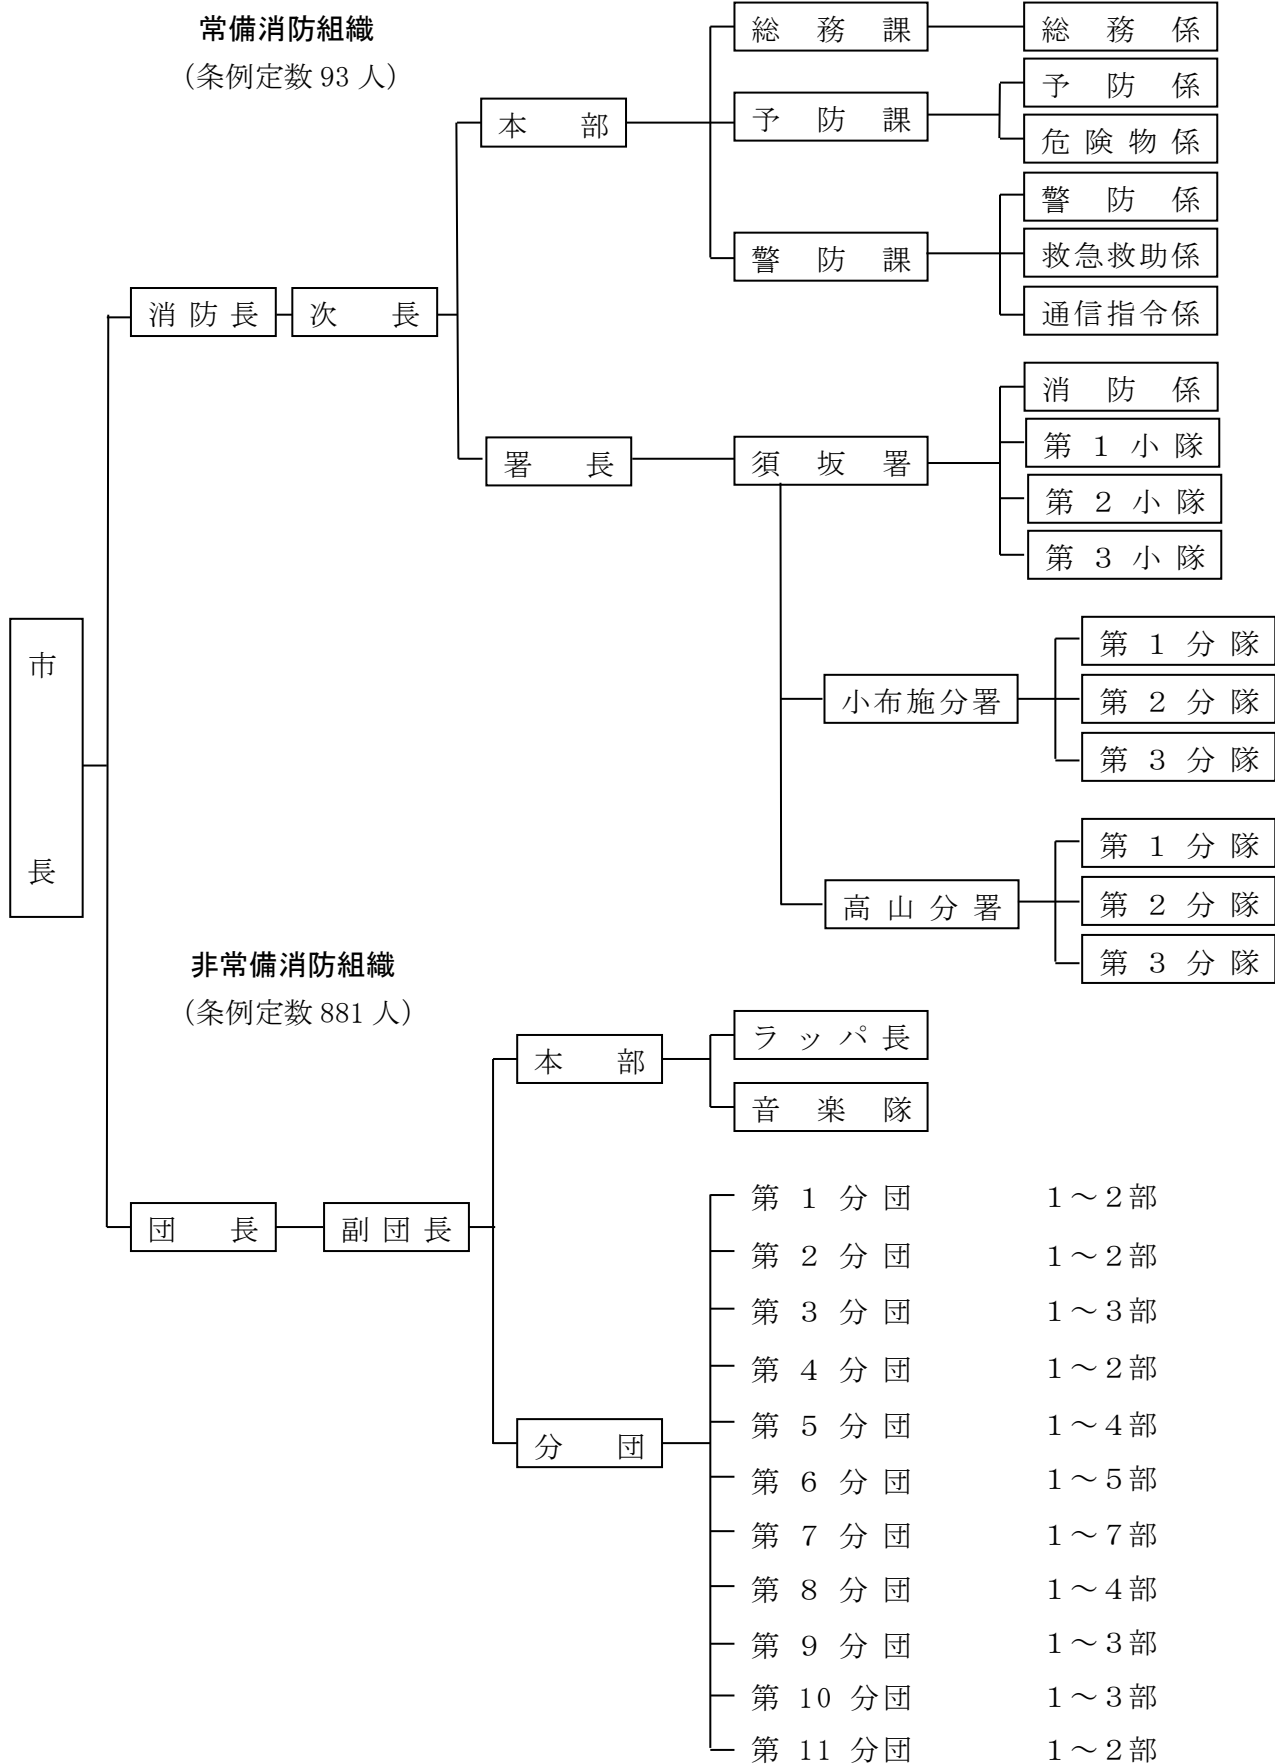 常備消防組織
（条例定数 93 人）
総務課
総務係
予防課
予防係
危険物係
本部
警防課
警防係
救急救助係
通信指令係
消防長
次長
署長
須坂署
消防係
第１小隊
第２小隊
第３小隊
市長
小布施分署
第１分隊
第２分隊
第３分隊
高山分署
第１分隊
第２分隊
第３分隊
非常備消防組織
（条例定数 881 人）
本部
ラッパ長
音楽隊
団長
副団長
分団
第１分団 １～２部
第２分団 １～２部
第３分団 １～３部
第４分団 １～２部
第５分団 １～４部
第６分団 １～５部
第７分団 １～７部
第８分団 １～４部
第９分団 １～３部
第 10 分団 １～３部
第 11 分団 １～２部